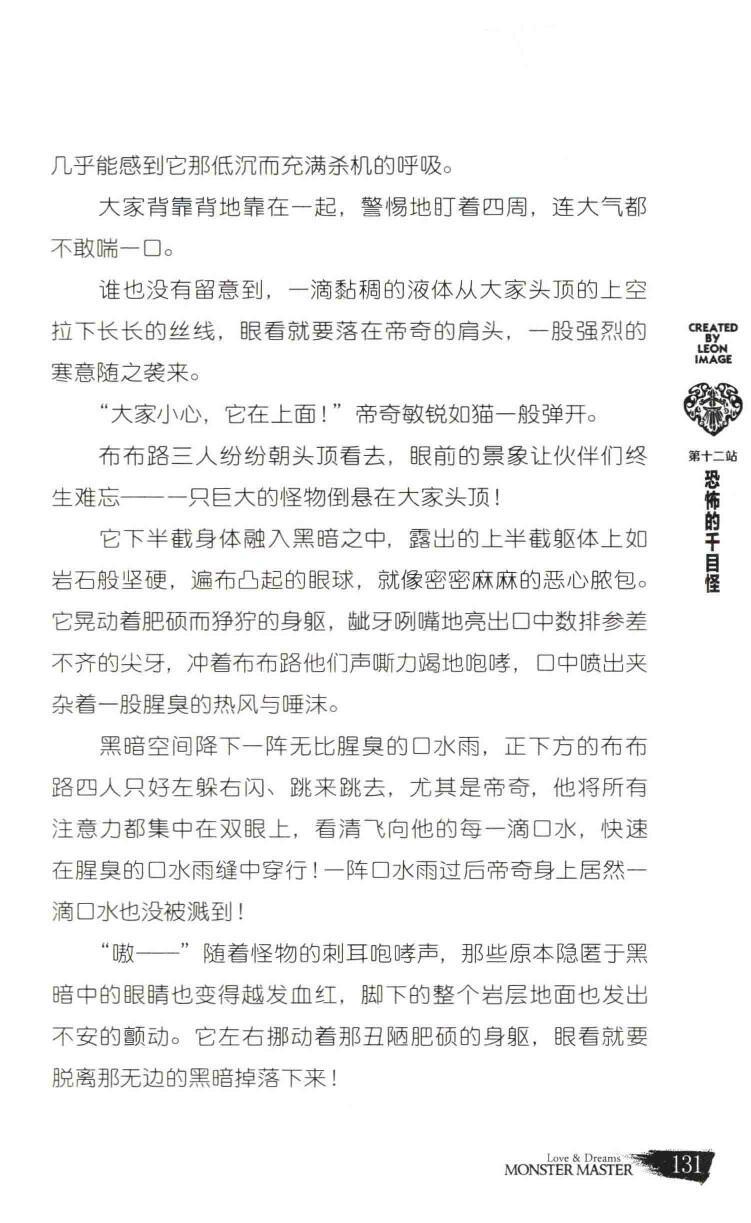 几乎能感到它那低沉而充满杀机的呼吸。
大家背靠背地靠在一起，警惕地盯着四周，连大气都
不敢喘一口。
谁也没有留意到，一滴黏稠的液体从大家头顶的上空
拉下长长的丝线，眼看就要落在帝奇的肩头，一股强烈的
寒意随之袭来。
“大家小心，它在上面！”帝奇敏锐如猫一般弹开。
布布路三人纷纷朝头顶看去，眼前的景象让伙伴们终
生难忘——一只巨大的怪物倒悬在大家头顶！
它下半截身体融入黑暗之中，露出的上半截躯体上如
岩石般坚硬，遍布凸起的眼球，就像密密麻麻的恶心脓包。
它晃动着肥硕而狰狞的身躯，龇牙咧嘴地亮出口中数排参差
不齐的尖牙，冲着布布路他们声嘶力竭地咆哮，口中喷出夹
杂着一股腥臭的热风与唾沫。
黑暗空间降下一阵无比腥臭的口水雨，正下方的布布
路四人只好左躲右闪、跳来跳去，尤其是帝奇，他将所有
注意力都集中在双眼上，看清飞向他的每一滴口水，快速
在腥臭的口水雨缝中穿行！一阵口水雨过后帝奇身上居然一
滴口水也没被溅到！
“嗷——”随着怪物的刺耳咆哮声，那些原本隐匿于黑
暗中的眼睛也变得越发血红，脚下的整个岩层地面也发出
不安的颤动。它左右挪动着那丑陋肥硕的身躯，眼看就要
脱离那无边的黑暗掉落下来！
CREATED
BY
LEON
IMAGE
第十二站
恐怖的千目怪
Love & Dreams
MONSTER MASTER 131